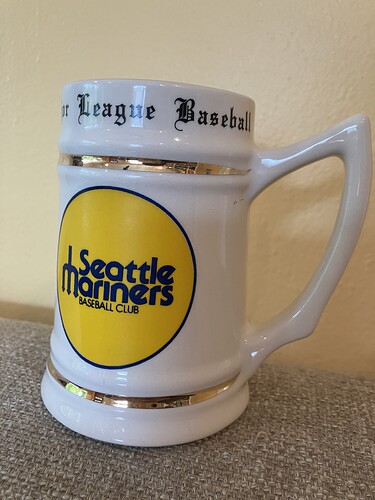 League Baseball
Seattle
mariners
BASEBALL CLUB